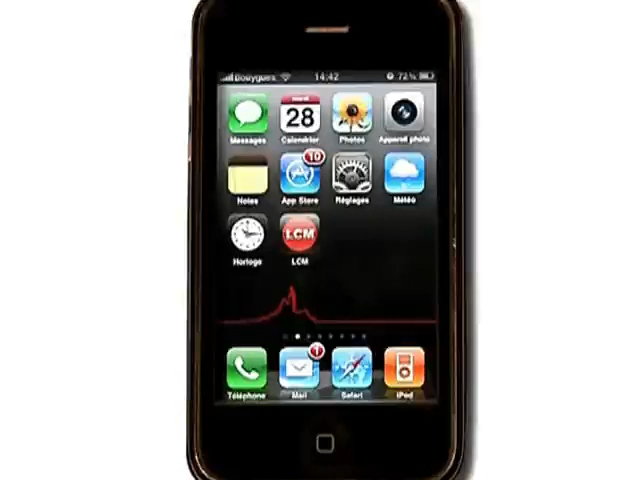 Bouygues 14:42 72%
28
Messages Calendrier Photos Appareil photo
10
Notes App Store Réglages Météo
LCM
Horloge LCM
1
Téléphone Mail Safari iPod